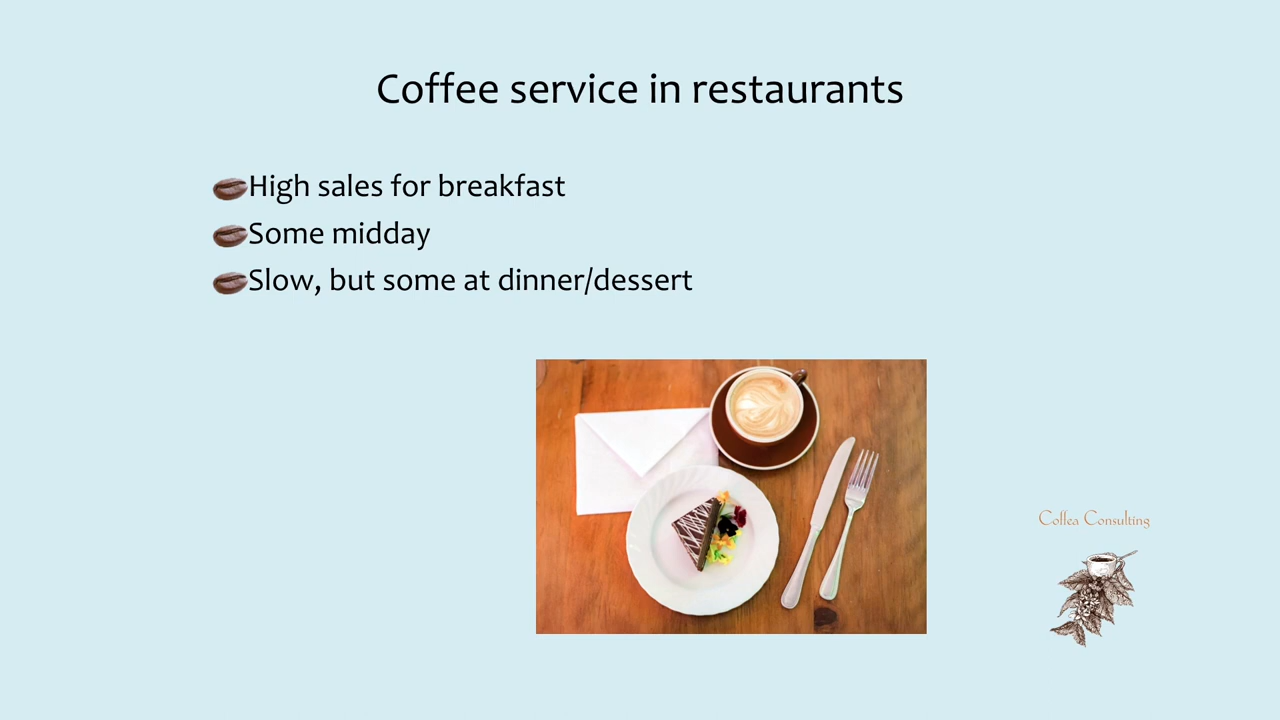 Coffee service in restaurants
High sales for breakfast
Some midday
Slow, but some at dinner/dessert
Coffea Consulting